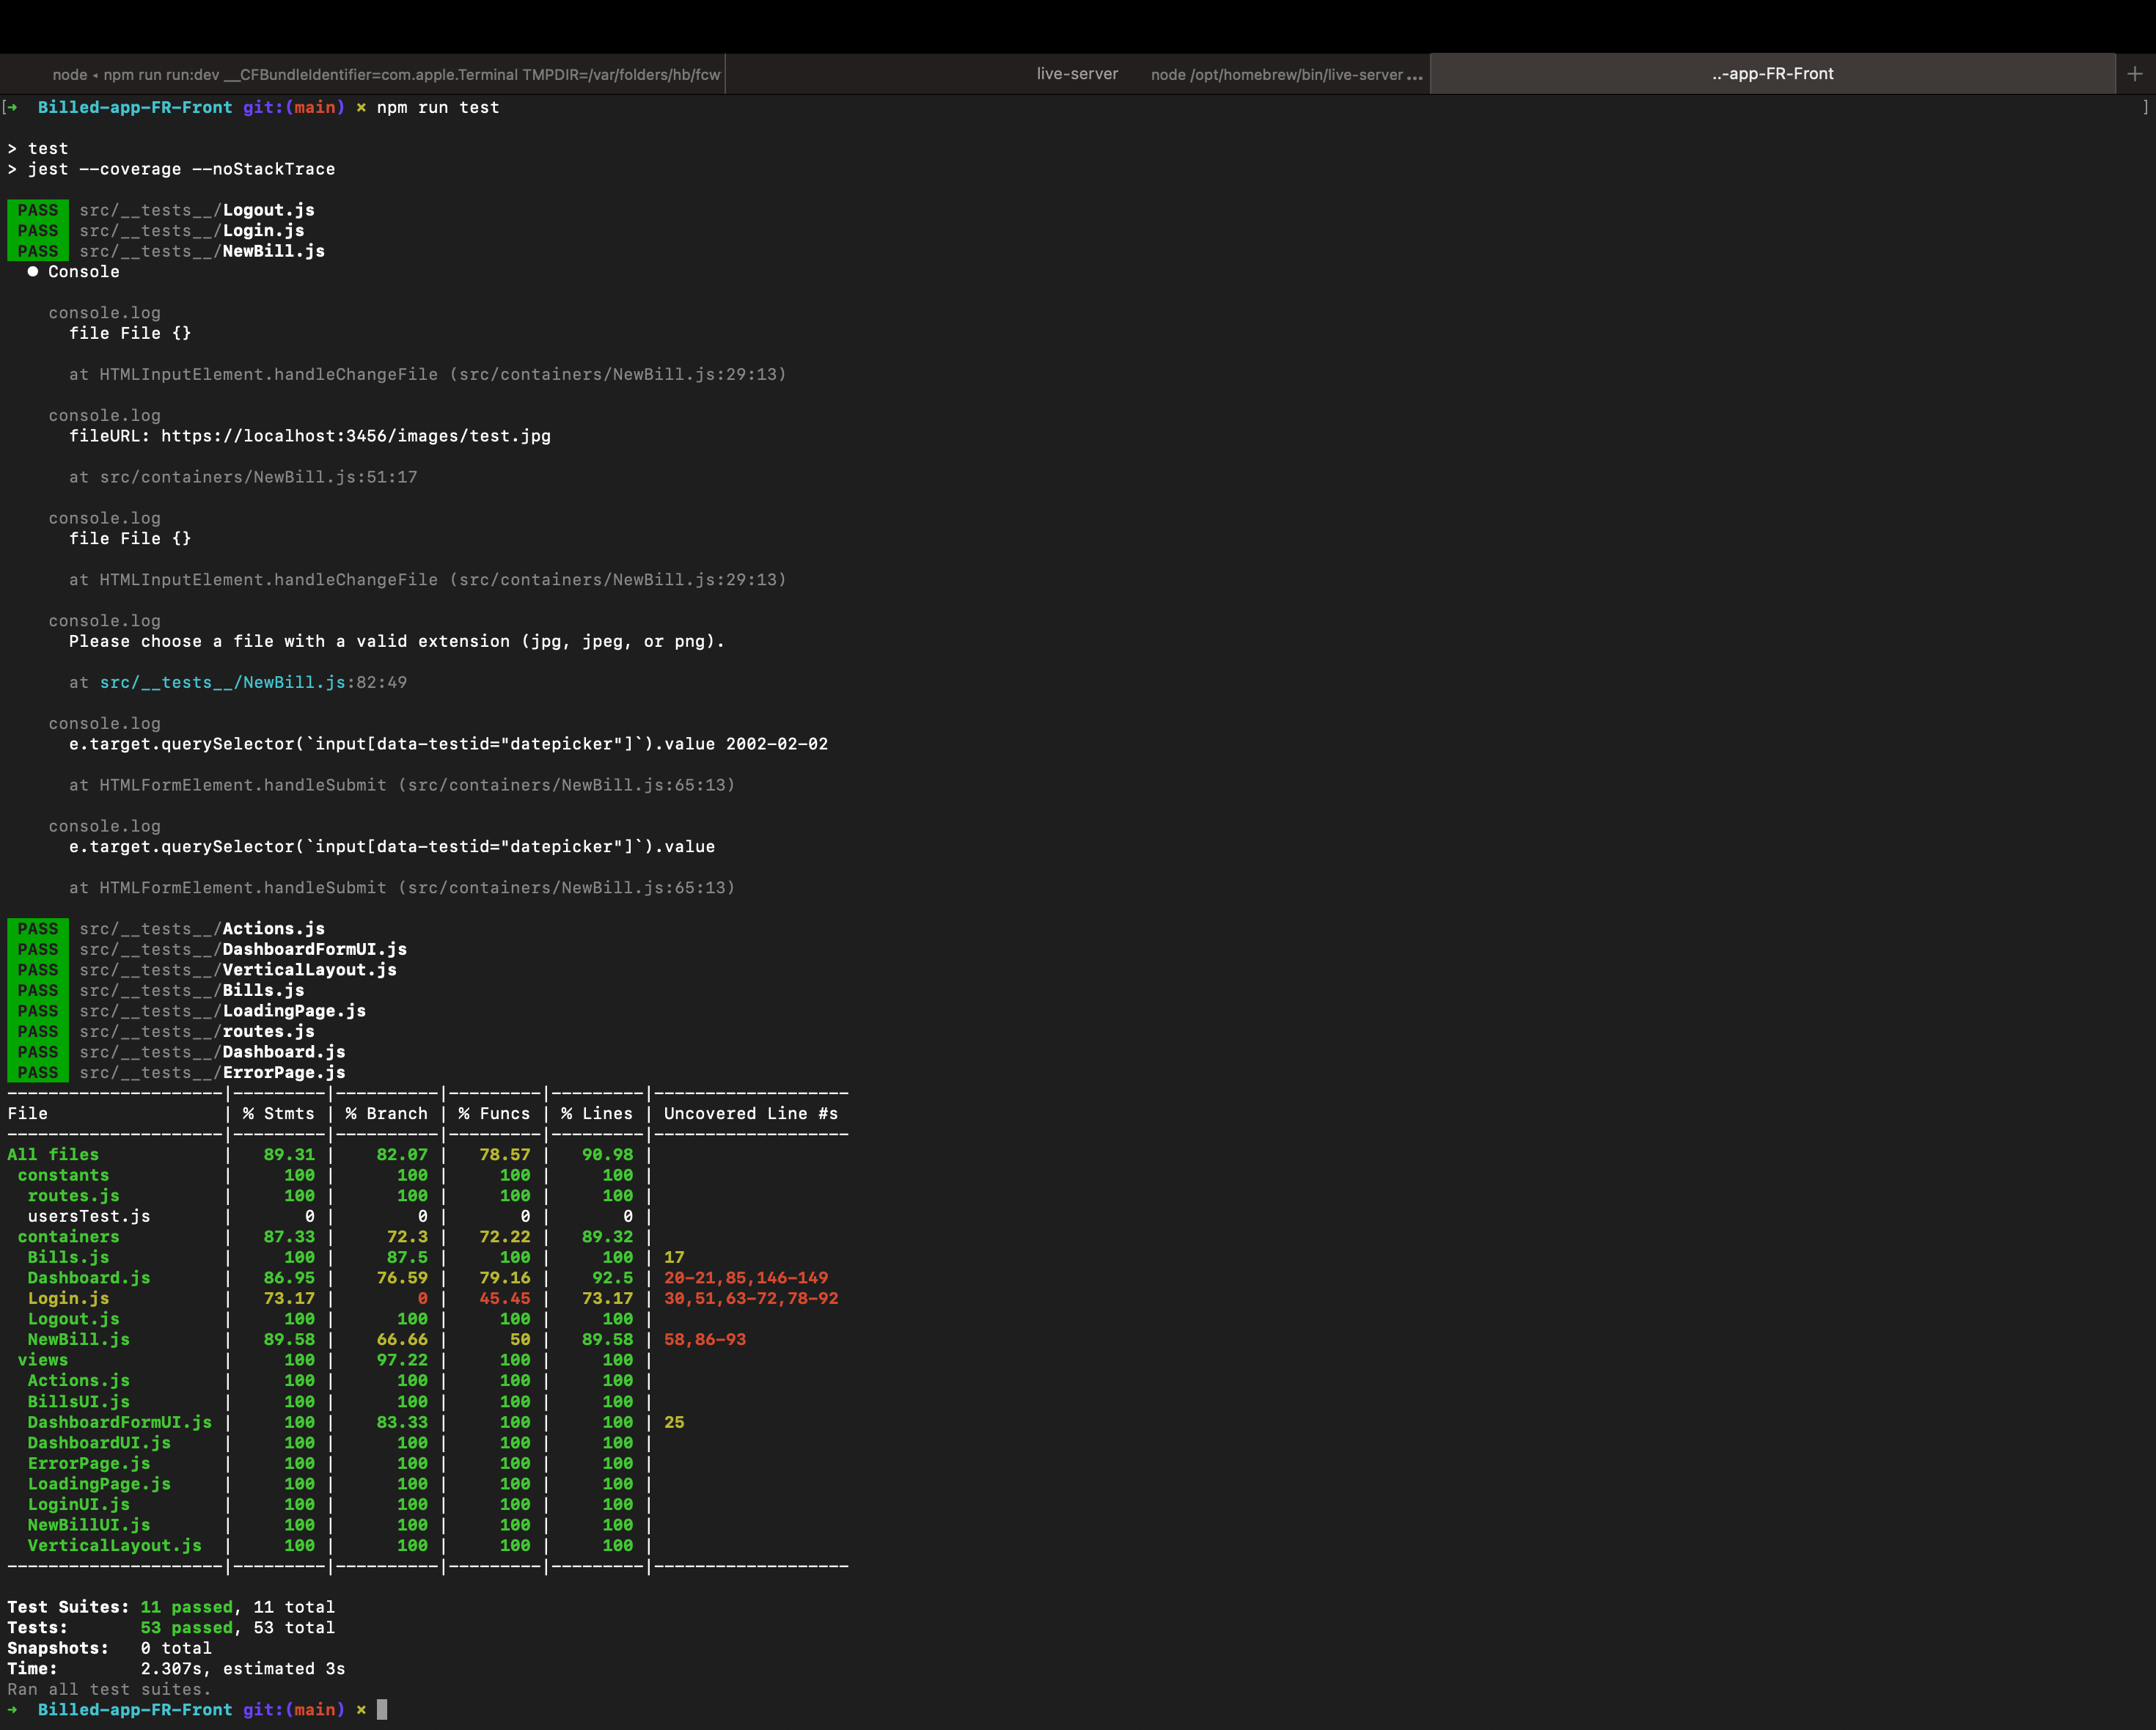 node ◂ npm run run:dev __CFBundleIdentifier=com.apple.Terminal TMPDIR=/var/folders/hb/fcw
live-server    node /opt/homebrew/bin/live-server ...
..-app-FR-Front
+
[➜  Billed-app-FR-Front git:(main) ✗ npm run test ]
> test
> jest --coverage --noStackTrace
PASS src/__tests__/Logout.js
PASS src/__tests__/Login.js
PASS src/__tests__/NewBill.js
● Console
console.log
file File {}
at HTMLInputElement.handleChangeFile (src/containers/NewBill.js:29:13)
console.log
fileURL: https://localhost:3456/images/test.jpg
at src/containers/NewBill.js:51:17
console.log
file File {}
at HTMLInputElement.handleChangeFile (src/containers/NewBill.js:29:13)
console.log
Please choose a file with a valid extension (jpg, jpeg, or png).
at src/__tests__/NewBill.js:82:49
console.log
e.target.querySelector(`input[data-testid="datepicker"]`).value 2002-02-02
at HTMLFormElement.handleSubmit (src/containers/NewBill.js:65:13)
console.log
e.target.querySelector(`input[data-testid="datepicker"]`).value
at HTMLFormElement.handleSubmit (src/containers/NewBill.js:65:13)
PASS src/__tests__/Actions.js
PASS src/__tests__/DashboardFormUI.js
PASS src/__tests__/VerticalLayout.js
PASS src/__tests__/Bills.js
PASS src/__tests__/LoadingPage.js
PASS src/__tests__/routes.js
PASS src/__tests__/Dashboard.js
PASS src/__tests__/ErrorPage.js
---------------------|---------|----------|---------|---------|-------------------
File                 | % Stmts | % Branch | % Funcs | % Lines | Uncovered Line #s
---------------------|---------|----------|---------|---------|-------------------
All files            |   89.31 |    82.07 |   78.57 |   90.98 |
 constants           |     100 |      100 |     100 |     100 |
  routes.js          |     100 |      100 |     100 |     100 |
  usersTest.js       |       0 |        0 |       0 |       0 |
 containers          |   87.33 |     72.3 |   72.22 |   89.32 |
  Bills.js           |     100 |     87.5 |     100 |     100 | 17
  Dashboard.js       |   86.95 |    76.59 |   79.16 |    92.5 | 20-21,85,146-149
  Login.js           |   73.17 |        0 |   45.45 |   73.17 | 30,51,63-72,78-92
  Logout.js          |     100 |      100 |     100 |     100 |
  NewBill.js         |   89.58 |    66.66 |      50 |   89.58 | 58,86-93
 views               |     100 |    97.22 |     100 |     100 |
  Actions.js         |     100 |      100 |     100 |     100 |
  BillsUI.js         |     100 |      100 |     100 |     100 |
  DashboardFormUI.js |     100 |    83.33 |     100 |     100 | 25
  DashboardUI.js     |     100 |      100 |     100 |     100 |
  ErrorPage.js       |     100 |      100 |     100 |     100 |
  LoadingPage.js     |     100 |      100 |     100 |     100 |
  LoginUI.js         |     100 |      100 |     100 |     100 |
  NewBillUI.js       |     100 |      100 |     100 |     100 |
  VerticalLayout.js  |     100 |      100 |     100 |     100 |
---------------------|---------|----------|---------|---------|-------------------
Test Suites: 11 passed, 11 total
Tests:       53 passed, 53 total
Snapshots:   0 total
Time:        2.307s, estimated 3s
Ran all test suites.
➜  Billed-app-FR-Front git:(main) ✗